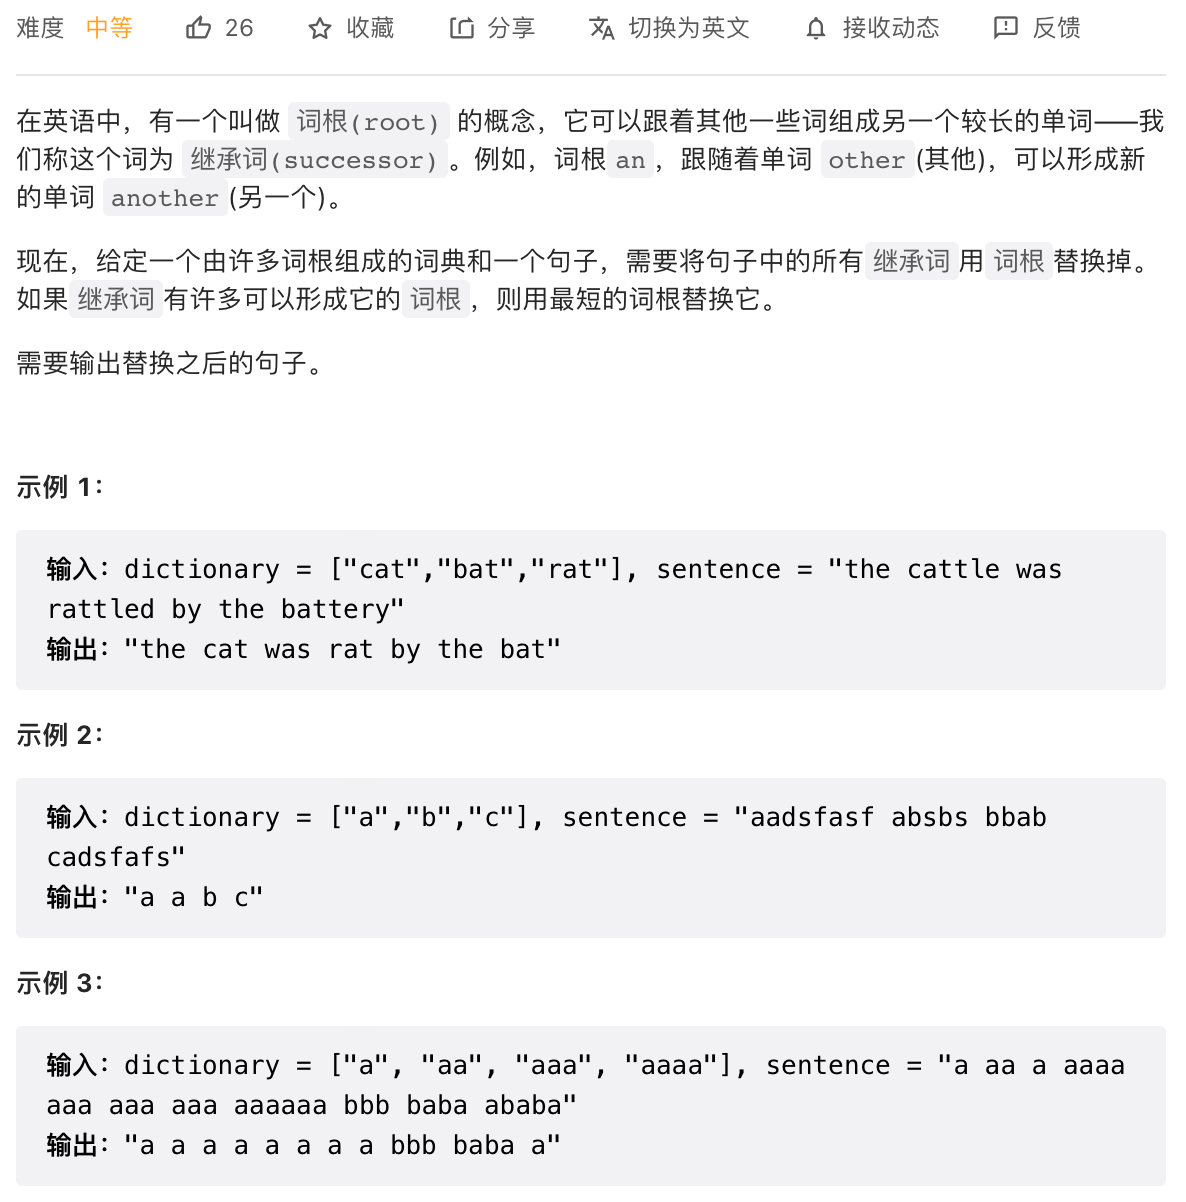 难度 中等 26 收藏 分享 切换为英文 接收动态 反馈
在英语中，有一个叫做 词根(root) 的概念，它可以跟着其他一些词组成另一个较长的单词——我
们称这个词为 继承词(successor)。例如，词根an，跟随着单词 other(其他)，可以形成新
的单词 another(另一个)。
现在，给定一个由许多词根组成的词典和一个句子，需要将句子中的所有继承词用词根替换掉。
如果继承词有许多可以形成它的词根，则用最短的词根替换它。
需要输出替换之后的句子。
示例 1：
输入：dictionary = ["cat","bat","rat"], sentence = "the cattle was
rattled by the battery"
输出："the cat was rat by the bat"
示例 2：
输入：dictionary = ["a","b","c"], sentence = "aadsfasf absbs bbab
cadsfafs"
输出："a a b c"
示例 3：
输入：dictionary = ["a", "aa", "aaa", "aaaa"], sentence = "a aa a aaaa
aaa aaa aaa aaaaaa bbb baba ababa"
输出："a a a a a a a a bbb baba a"